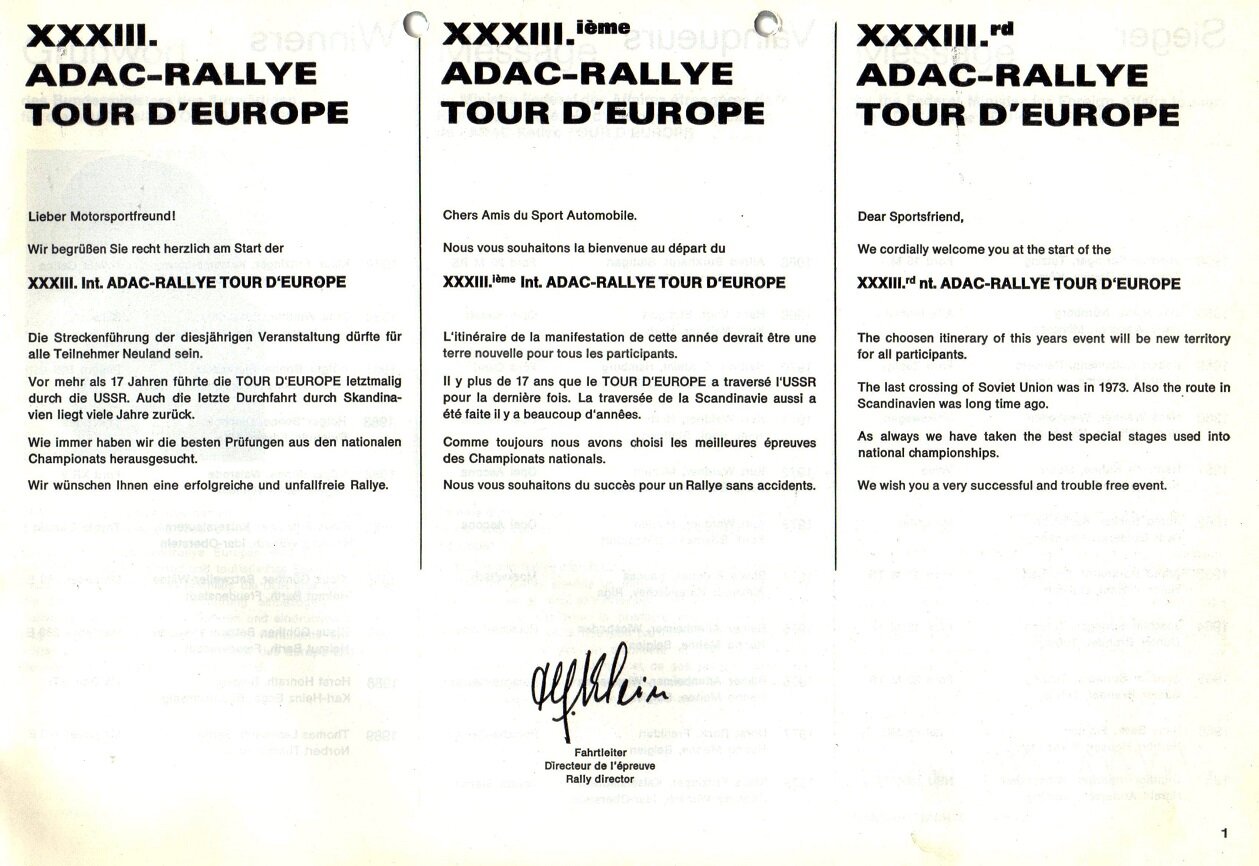 XXXIII.
ADAC-RALLYE
TOUR D'EUROPE
Lieber Motorsportfreund!
Wir begrüßen Sie recht herzlich am Start der
XXXIII. Int. ADAC-RALLYE TOUR D'EUROPE
Die Streckenführung der diesjährigen Veranstaltung dürfte für
alle Teilnehmer Neuland sein.
Vor mehr als 17 Jahren führte die TOUR D'EUROPE letztmalig
durch die USSR. Auch die letzte Durchfahrt durch Skandina-
vien liegt viele Jahre zurück.
Wie immer haben wir die besten Prüfungen aus den nationalen
Championats herausgesucht.
Wir wünschen Ihnen eine erfolgreiche und unfallfreie Rallye.
XXXIII.ième
ADAC-RALLYE
TOUR D'EUROPE
Chers Amis du Sport Automobile.
Nous vous souhaitons la bienvenue au départ du
XXXIII.ième Int. ADAC-RALLYE TOUR D'EUROPE
L'itinéraire de la manifestation de cette année devrait être une
terre nouvelle pour tous les participants.
Il y plus de 17 ans que le TOUR D'EUROPE a traversé l'USSR
pour la dernière fois. La traversée de la Scandinavie aussi a
été faite il y a beaucoup d'années.
Comme toujours nous avons choisi les meilleures épreuves
des Championats nationals.
Nous vous souhaitons du succès pour un Rallye sans accidents.
XXXIII.rd
ADAC-RALLYE
TOUR D'EUROPE
Dear Sportsfriend,
We cordially welcome you at the start of the
XXXIII.rd nt. ADAC-RALLYE TOUR D'EUROPE
The choosen itinerary of this years event will be new territory
for all participants.
The last crossing of Soviet Union was in 1973. Also the route in
Scandinavien was long time ago.
As always we have taken the best special stages used into
national championships.
We wish you a very successful and trouble free event.
Fahrtleiter
Directeur de l'épreuve
Rally director
1